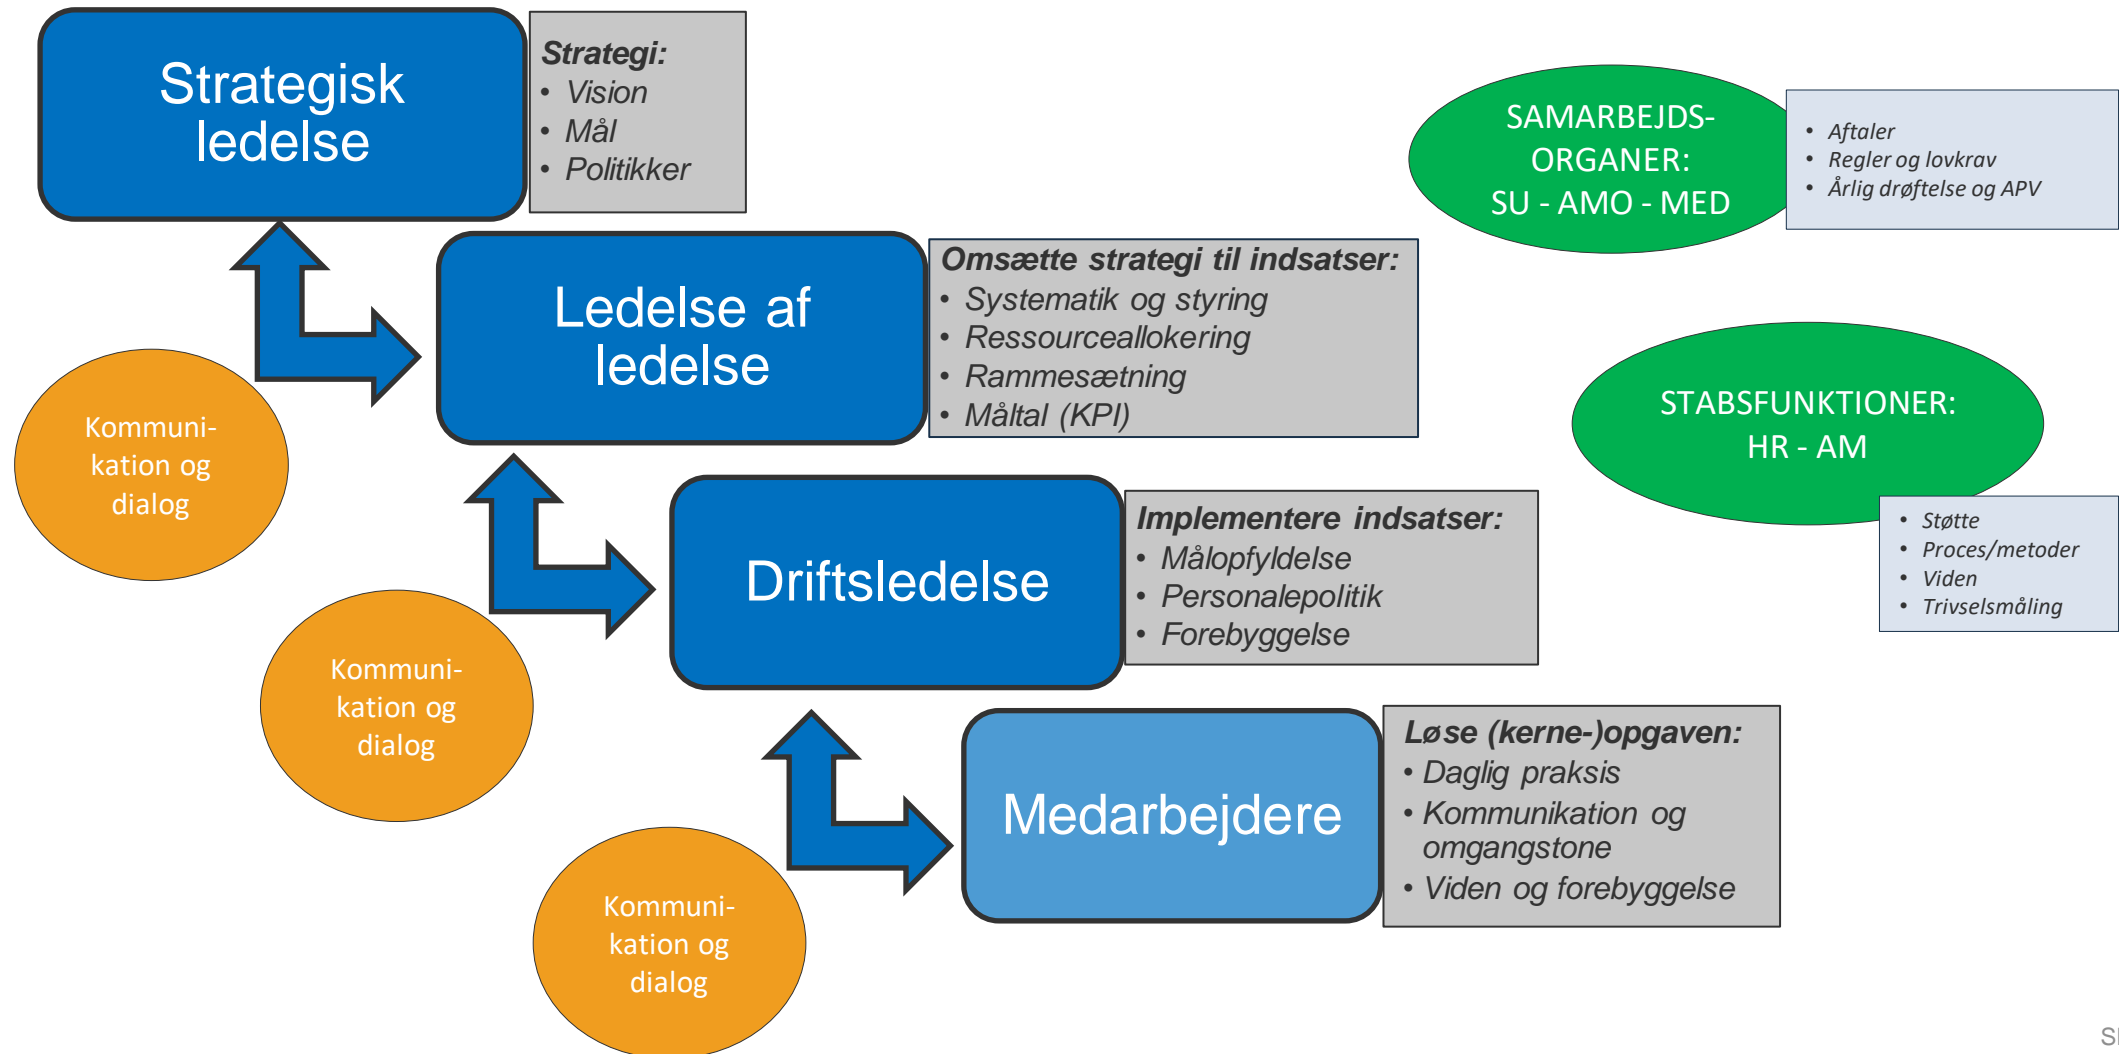 Strategisk
ledelse
Strategi:
• Vision
• Mål
• Politikker
Ledelse af
ledelse
Omsætte strategi til indsatser:
• Systematik og styring
• Ressourceallokering
• Rammesætning
• Måltal (KPI)
Driftsledelse
Implementere indsatser:
• Målopfyldelse
• Personalepolitik
• Forebyggelse
Medarbejdere
Løse (kerne-)opgaven:
• Daglig praksis
• Kommunikation og
omgangstone
• Viden og forebyggelse
Kommuni-
kation og
dialog
Kommuni-
kation og
dialog
Kommuni-
kation og
dialog
SAMARBEJDS-
ORGANER:
SU - AMO - MED
• Aftaler
• Regler og lovkrav
• Årlig drøftelse og APV
STABSFUNKTIONER:
HR - AM
• Støtte
• Proces/metoder
• Viden
• Trivselsmåling